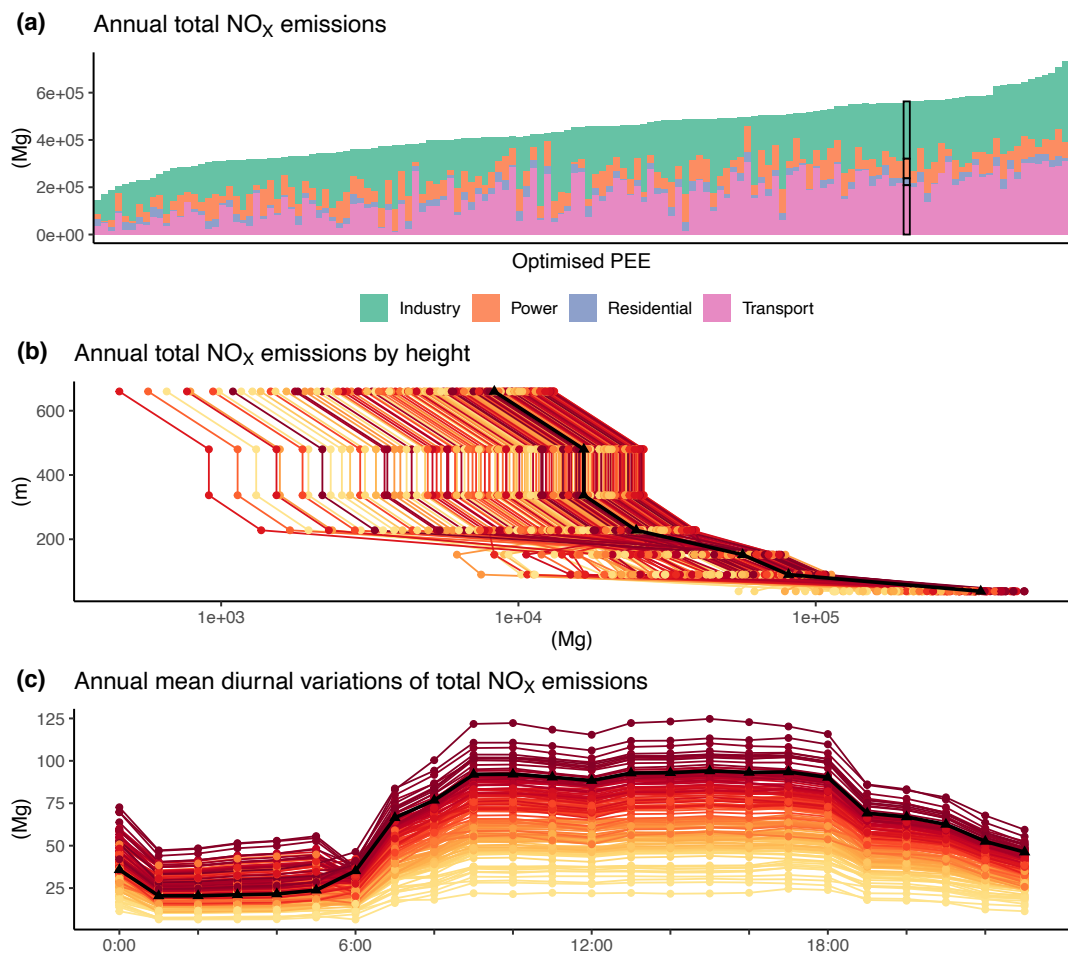 (a) Annual total NOX emissions
(Mg)
6e+05
4e+05
2e+05
0e+00
Optimised PEE
Industry Power Residential Transport
(b) Annual total NOX emissions by height
(m)
600
400
200
1e+03 1e+04 1e+05
(Mg)
(c) Annual mean diurnal variations of total NOX emissions
(Mg)
125
100
75
50
25
0:00 6:00 12:00 18:00